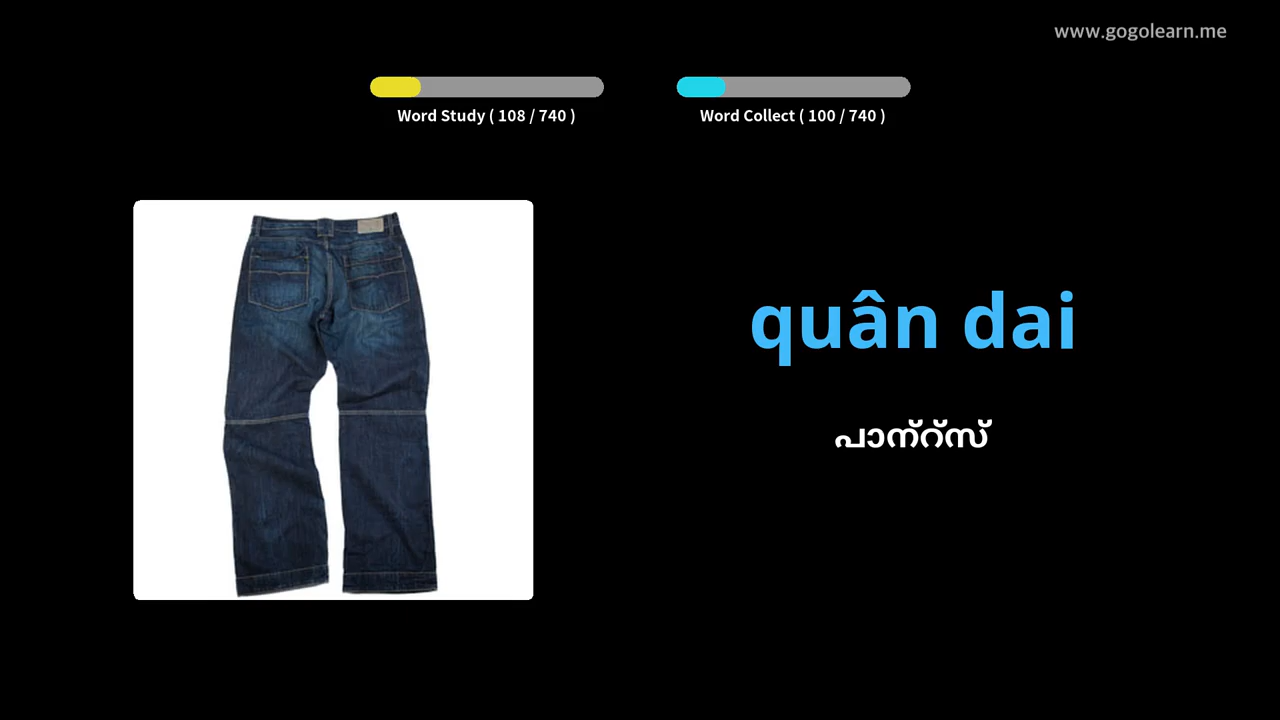 www.gogolearn.me
Word Study ( 108 / 740 )
Word Collect ( 100 / 740 )
quân dai
പാന്റ്സ്